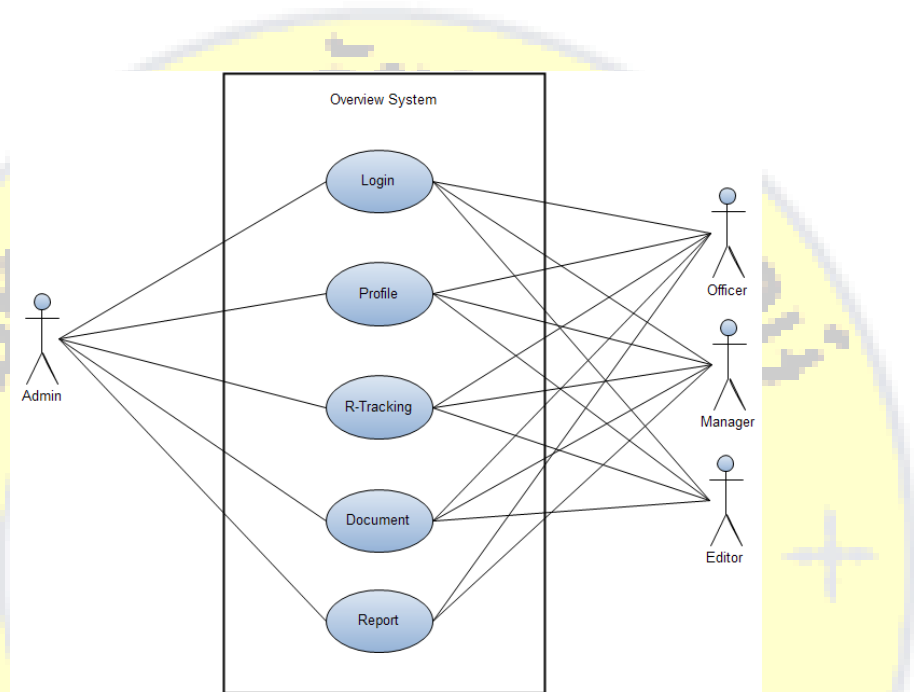 Overview System
Login
Profile
R-Tracking
Document
Report
Admin
Officer
Manager
Editor